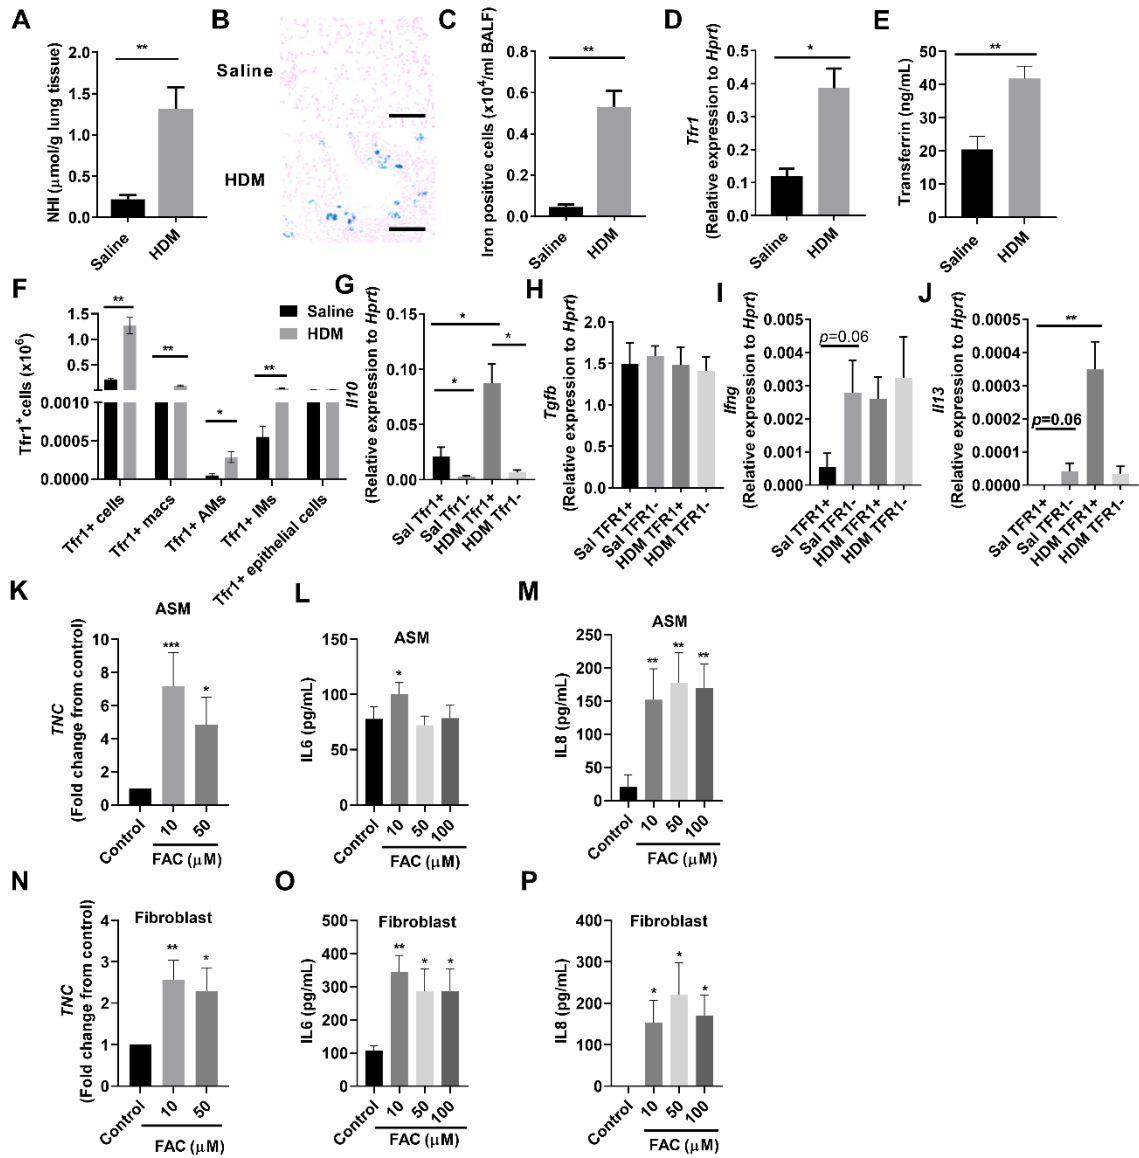 A
NHI (μmol/g lung tissue)
2.0
1.5
1.0
0.5
0.0
**
Saline
HDM
B
Saline
HDM
C
Iron positive cells (x10⁴/ml BALF)
0.8
0.6
0.4
0.2
0.0
**
Saline
HDM
D
Tfr1
(Relative expression to Hprt)
0.5
0.4
0.3
0.2
0.1
0.0
*
Saline
HDM
E
Transferrin (ng/mL)
50
40
30
20
10
0
**
Saline
HDM
F
Tfr1⁺cells (x10⁶)
1.5
1.0
0.5
0.0010
0.0005
0.0000
**
**
*
**
Saline
HDM
Tfr1+ cells
Tfr1+ macs
Tfr1+ AMs
Tfr1+ IMs
Tfr1+ epithelial cells
G
Il10
(Relative expression to Hprt)
0.15
0.10
0.05
0.00
*
*
*
Sal Tfr1+
Sal Tfr1-
HDM Tfr1+
HDM Tfr1-
H
Tgfb
(Relative expression to Hprt)
2.0
1.5
1.0
0.5
0.0
Sal TFR1+
Sal TFR1-
HDM TFR1+
HDM TFR1-
I
Ifng
(Relative expression to Hprt)
0.005
0.004
0.003
0.002
0.001
0.000
p=0.06
Sal TFR1+
Sal TFR1-
HDM TFR1+
HDM TFR1-
J
Il13
(Relative expression to Hprt)
0.0005
0.0004
0.0003
0.0002
0.0001
0.0000
**
p=0.06
Sal TFR1+
Sal TFR1-
HDM TFR1+
HDM TFR1-
K
ASM
TNC
(Fold change from control)
10
8
6
4
2
0
***
*
Control
10
50
FAC (μM)
L
ASM
IL6 (pg/mL)
150
100
50
0
*
Control
10
50
100
FAC (μM)
M
ASM
IL8 (pg/mL)
250
200
150
100
50
0
**
**
**
Control
10
50
100
FAC (μM)
N
Fibroblast
TNC
(Fold change from control)
4
3
2
1
0
**
*
Control
10
50
FAC (μM)
O
Fibroblast
IL6 (pg/mL)
500
400
300
200
100
0
**
*
*
Control
10
50
100
FAC (μM)
P
Fibroblast
IL8 (pg/mL)
400
300
200
100
0
*
*
*
Control
10
50
100
FAC (μM)